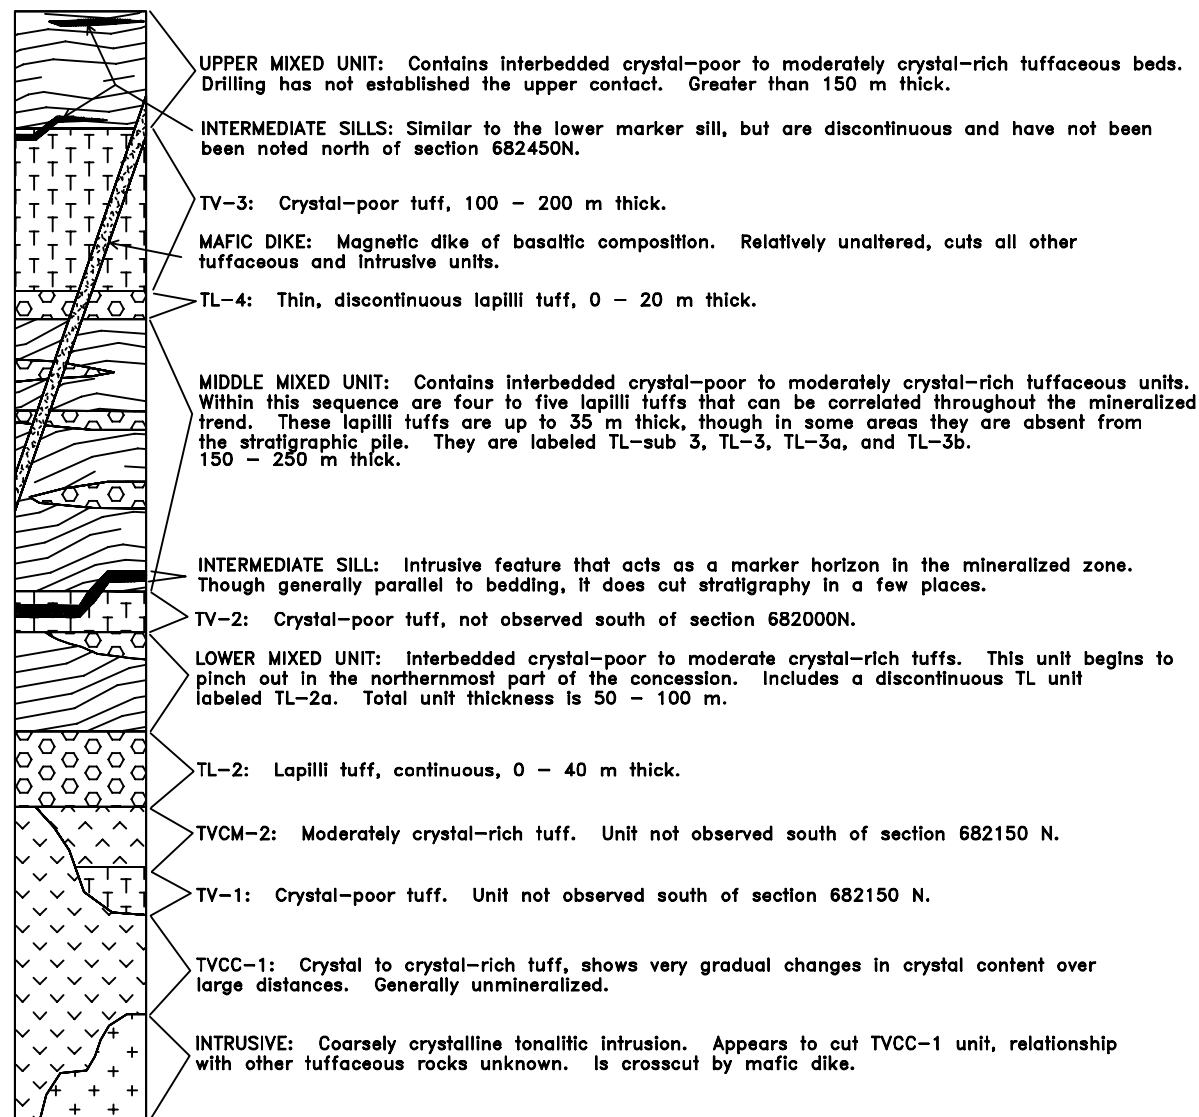 UPPER MIXED UNIT: Contains interbedded crystal-poor to moderately crystal-rich tuffaceous beds.
Drilling has not established the upper contact. Greater than 150 m thick.
INTERMEDIATE SILLS: Similar to the lower marker sill, but are discontinuous and have not been
been noted north of section 682450N.
TV-3: Crystal-poor tuff, 100 - 200 m thick.
MAFIC DIKE: Magnetic dike of basaltic composition. Relatively unaltered, cuts all other
tuffaceous and intrusive units.
TL-4: Thin, discontinuous lapilli tuff, 0 - 20 m thick.
MIDDLE MIXED UNIT: Contains interbedded crystal-poor to moderately crystal-rich tuffaceous units.
Within this sequence are four to five lapilli tuffs that can be correlated throughout the mineralized
trend. These lapilli tuffs are up to 35 m thick, though in some areas they are absent from
the stratigraphic pile. They are labeled TL-sub 3, TL-3, TL-3a, and TL-3b.
150 - 250 m thick.
INTERMEDIATE SILL: Intrusive feature that acts as a marker horizon in the mineralized zone.
Though generally parallel to bedding, it does cut stratigraphy in a few places.
TV-2: Crystal-poor tuff, not observed south of section 682000N.
LOWER MIXED UNIT: interbedded crystal-poor to moderate crystal-rich tuffs. This unit begins to
pinch out in the northernmost part of the concession. Includes a discontinuous TL unit
labeled TL-2a. Total unit thickness is 50 - 100 m.
TL-2: Lapilli tuff, continuous, 0 - 40 m thick.
TVCM-2: Moderately crystal-rich tuff. Unit not observed south of section 682150 N.
TV-1: Crystal-poor tuff. Unit not observed south of section 682150 N.
TVCC-1: Crystal to crystal-rich tuff, shows very gradual changes in crystal content over
large distances. Generally unmineralized.
INTRUSIVE: Coarsely crystalline tonalitic intrusion. Appears to cut TVCC-1 unit, relationship
with other tuffaceous rocks unknown. Is crosscut by mafic dike.